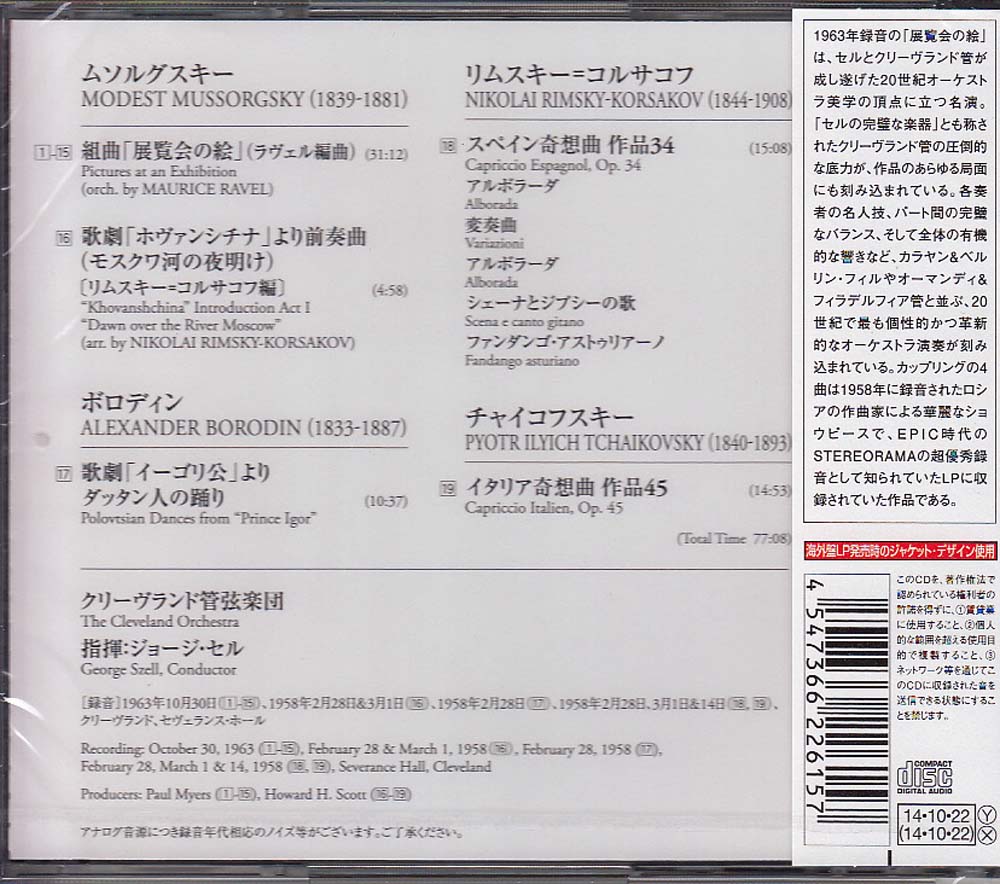 ムソルグスキー
MODEST MUSSORGSKY (1839-1881)
1-15 組曲「展覧会の絵」(ラヴェル編曲) (31:12)
Pictures at an Exhibition
(orch. by MAURICE RAVEL)
16 歌劇「ホヴァンシチナ」より前奏曲
(モスクワ河の夜明け)
〔リムスキー=コルサコフ編〕 (4:58)
“Khovanshchina” Introduction Act I
“Dawn over the River Moscow”
(arr. by NIKOLAI RIMSKY-KORSAKOV)
ボロディン
ALEXANDER BORODIN (1833-1887)
17 歌劇「イーゴリ公」より
ダッタン人の踊り (10:37)
Polovtsian Dances from “Prince Igor”
リムスキー=コルサコフ
NIKOLAI RIMSKY-KORSAKOV (1844-1908)
18 スペイン奇想曲 作品34 (15:08)
Capriccio Espagnol, Op. 34
アルボラーダ
Alborada
変奏曲
Variazioni
アルボラーダ
Alborada
シェーナとジプシーの歌
Scena e canto gitano
ファンダンゴ・アストゥリアーノ
Fandango asturiano
チャイコフスキー
PYOTR ILYICH TCHAIKOVSKY (1840-1893)
19 イタリア奇想曲 作品45 (14:53)
Capriccio Italien, Op. 45
(Total Time 77:08)
クリーヴランド管弦楽団
The Cleveland Orchestra
指揮:ジョージ・セル
George Szell, Conductor
［録音］1963年10月30日(1-15)、1958年2月28日&3月1日(16)、1958年2月28日(17)、1958年2月28日、3月1日&14日(18, 19)、
クリーヴランド、セヴェランス・ホール
Recording: October 30, 1963 (1-15), February 28 & March 1, 1958 (16), February 28, 1958 (17),
February 28, March 1 & 14, 1958 (18, 19), Severance Hall, Cleveland
Producers: Paul Myers (1-15), Howard H. Scott (16-19)
アナログ音源につき録音年代相応のノイズ等がございます。ご了承ください。
1963年録音の「展覧会の絵」
は、セルとクリーヴランド管が
成し遂げた20世紀オーケスト
ラ美学の頂点に立つ名演。
「セルの完璧な楽器」とも称さ
れたクリーヴランド管の圧倒的
な底力が、作品のあらゆる局面
にも刻み込まれている。各奏
者の名人技、パート間の完璧
なバランス、そして全体の有機
的な響きなど、カラヤン&ベル
リン・フィルやオーマンディ&
フィラデルフィア管と並ぶ、20
世紀で最も個性的かつ革新
的なオーケストラ演奏が刻み
込まれている。カップリングの4
曲は1958年に録音されたロシ
アの作曲家による華麗なショ
ウピースで、EPIC時代の
STEREORAMAの超優秀録
音として知られていたLPに収
録されていた作品である。
海外盤LP発売時のジャケット・デザイン使用
4547366226157
このCDを、著作権法で
認められている権利者の
許諾を得ずに、①賃貸業
に使用すること、②個人
的な範囲を超える使用目
的で複製すること、③
ネットワーク等を通じてこ
のCDに収録された音を
送信できる状態にするこ
とを禁じます。
COMPACT
disc
DIGITAL AUDIO
14・10・22 Y
(14・10・22) X